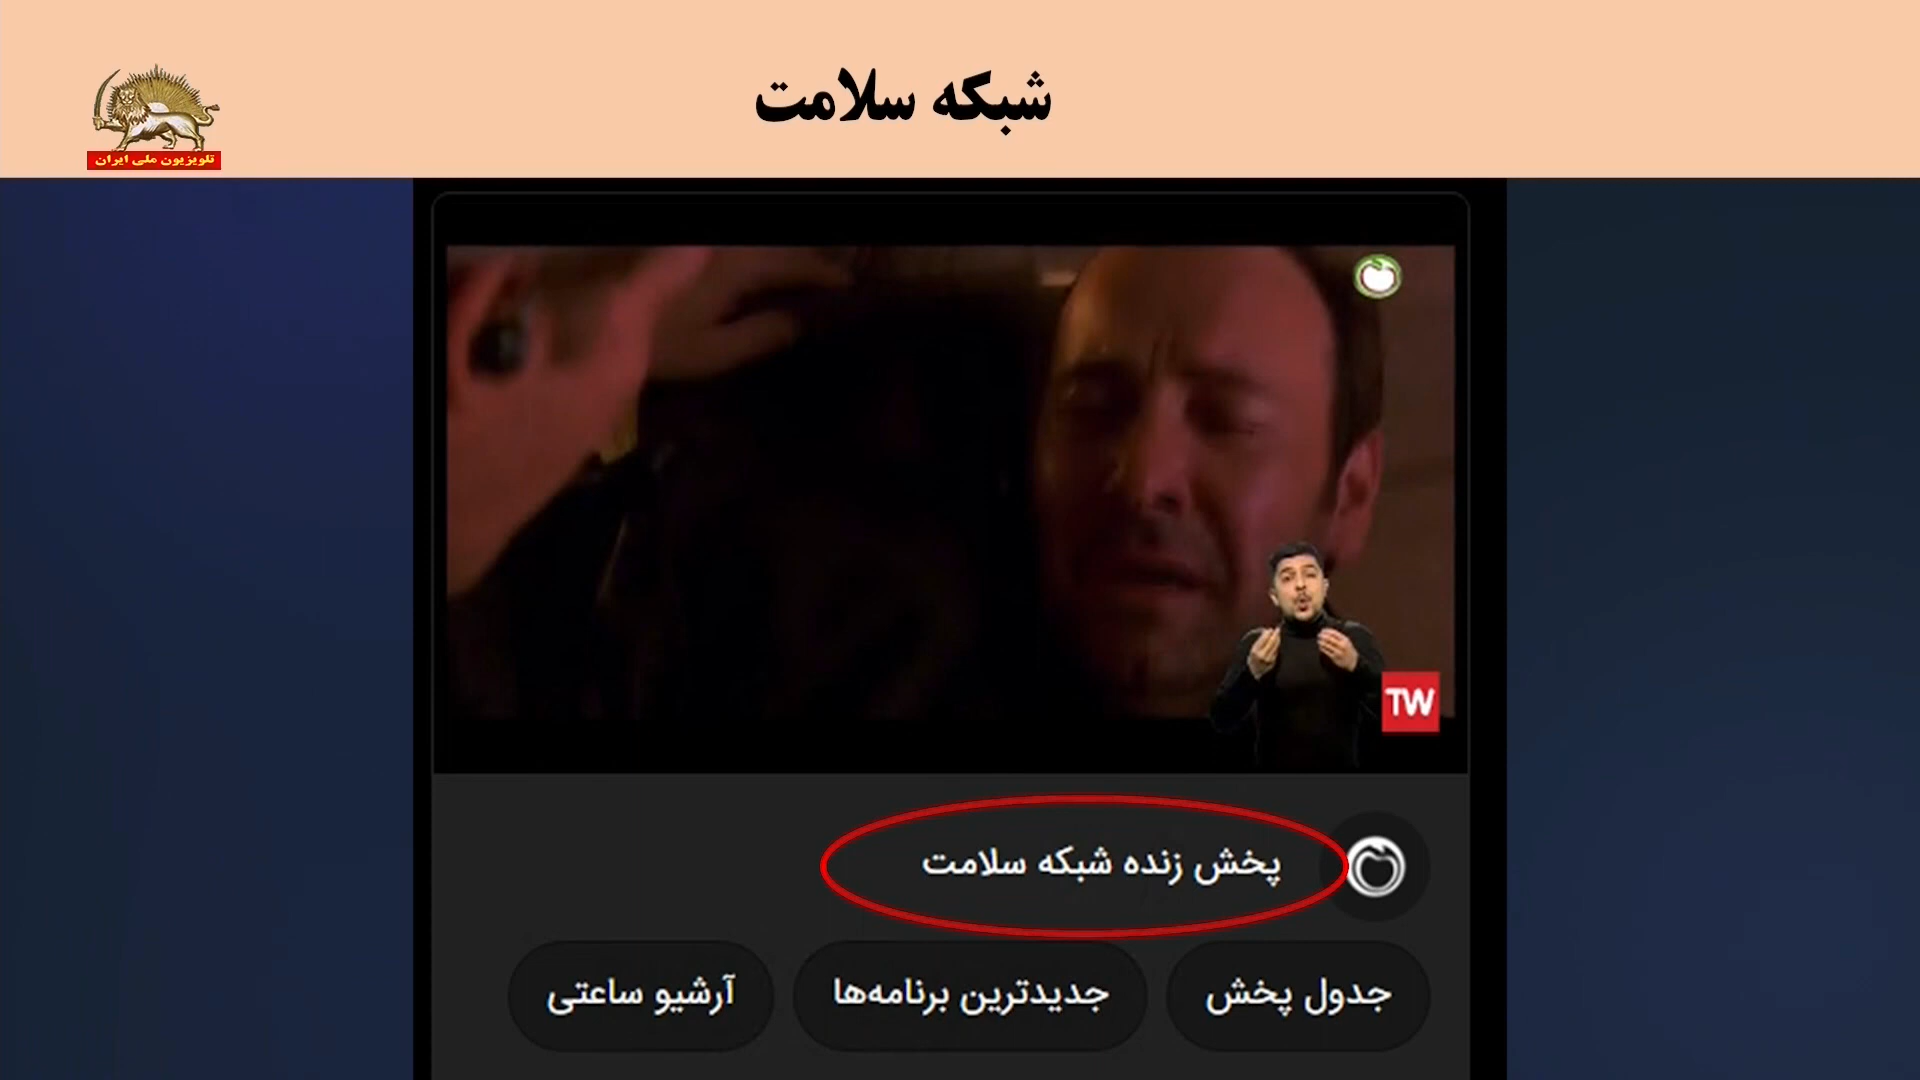 شبکه سلامت
تلویزیون ملی ایران
TW
پخش زنده شبکه سلامت
جدول پخش
جدیدترین برنامه‌ها
آرشیو ساعتی